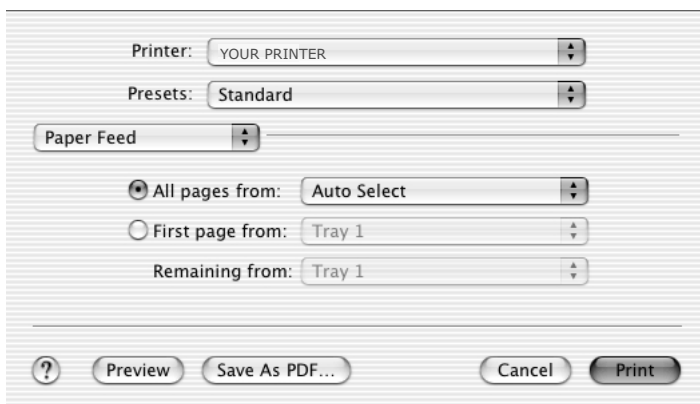 Printer: YOUR PRINTER
Presets: Standard
Paper Feed
All pages from: Auto Select
First page from: Tray 1
Remaining from: Tray 1
? Preview Save As PDF... Cancel Print